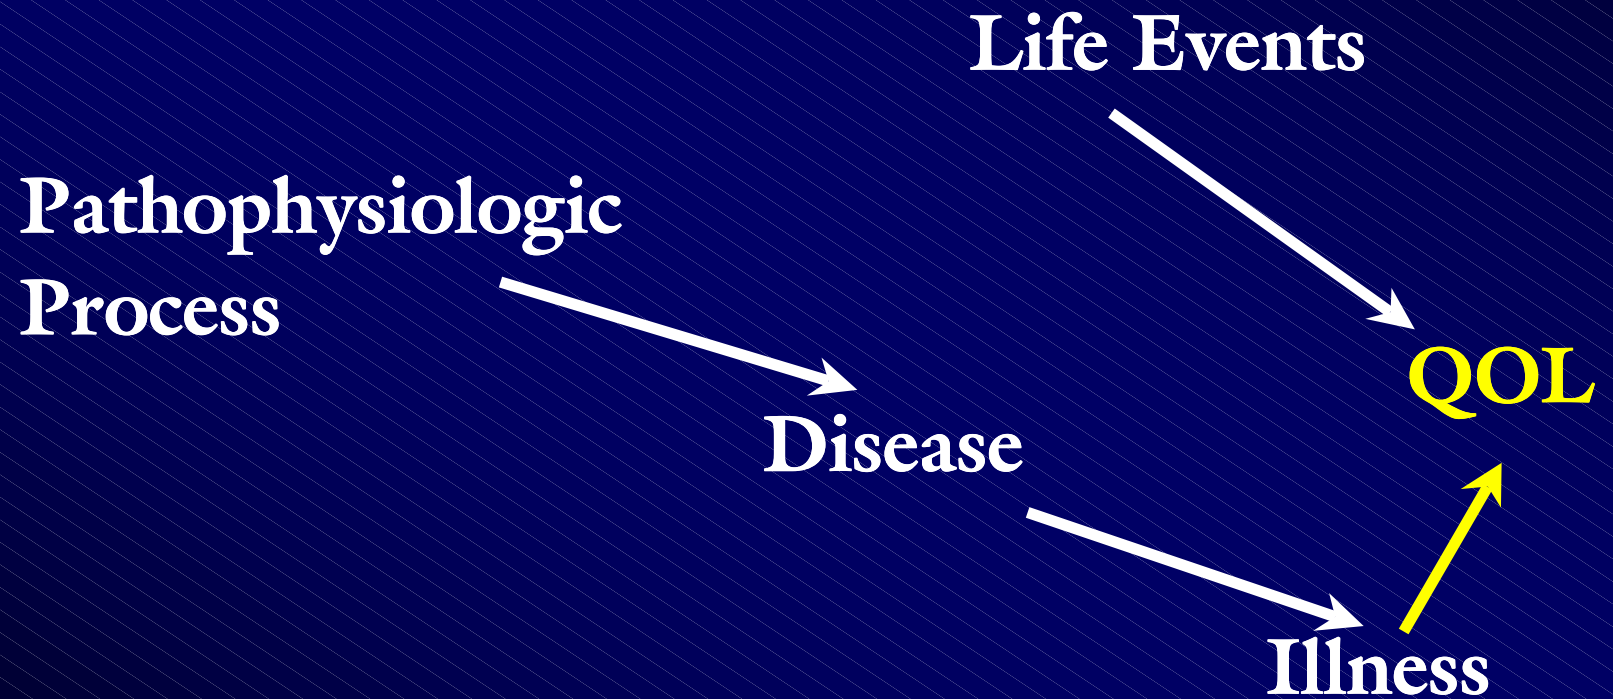 Life Events
Pathophysiologic
Process
QOL
Disease
Illness